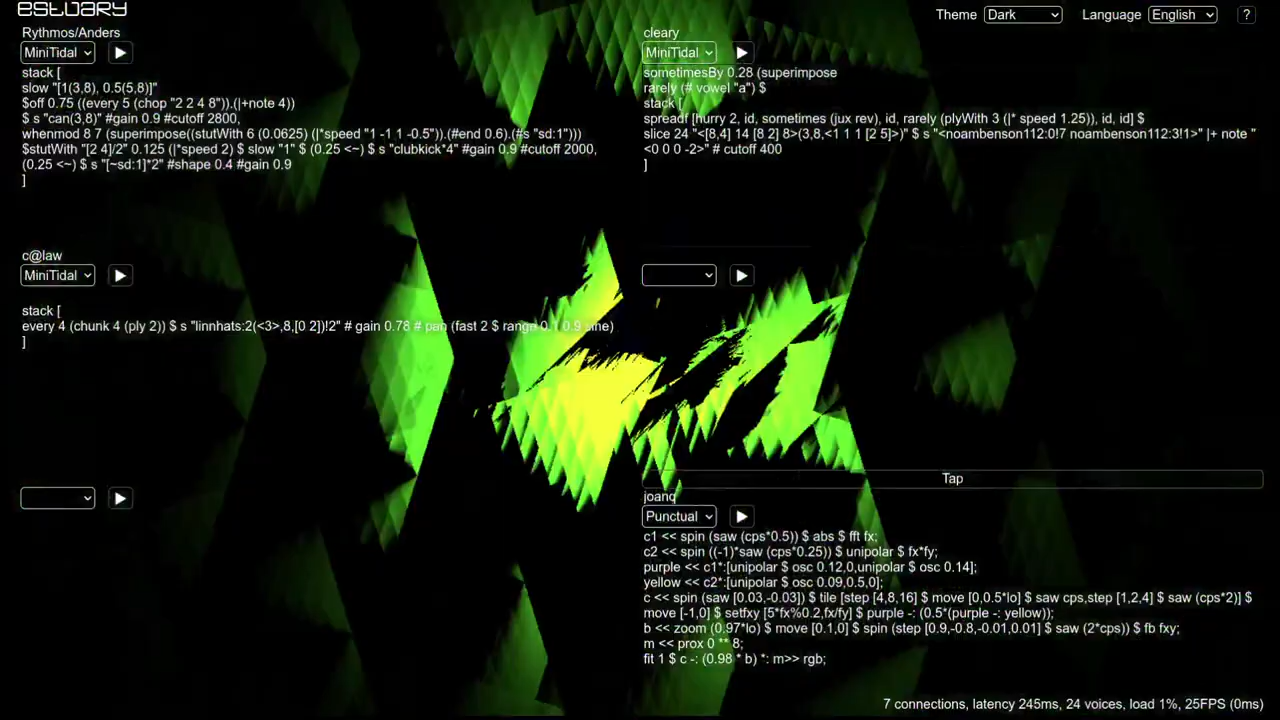 estuary
Theme Dark Language English ?
Rythmos/Anders
MiniTidal
stack [
slow "[1(3,8), 0.5(5,8)]"
$off 0.75 ((every 5 (chop "2 2 4 8")).(|+note 4))
$ s "can(3,8)" #gain 0.9 #cutoff 2800,
whenmod 8 7 (superimpose((stutWith 6 (0.0625) (|*speed "1 -1 1 -0.5")).(#end 0.6).(#s "sd:1")))
$stutWith "[2 4]/2" 0.125 (|*speed 2) $ slow "1" $ (0.25 <~) $ s "clubkick*4" #gain 0.9 #cutoff 2000,
(0.25 <~) $ s "[~sd:1]*2" #shape 0.4 #gain 0.9
]
cleary
MiniTidal
sometimesBy 0.28 (superimpose
rarely (# vowel "a") $
stack [
spreadf [hurry 2, id, sometimes (jux rev), id, rarely (plyWith 3 (|* speed 1.25)), id, id] $
slice 24 "<[8,4] 14 [8 2] 8>(3,8,<1 1 1 [2 5]>)" $ s "<noambenson112:0!7 noambenson112:3!1>" |+ note "
<0 0 0 -2>" # cutoff 400
]
c@law
MiniTidal
stack [
every 4 (chunk 4 (ply 2)) $ s "linnhats:2(<3>,8,[0 2])!2" # gain 0.78 # pan (fast 2 $ range 0.1 0.9 sine)
]
Tap
joanq
Punctual
c1 << spin (saw (cps*0.5)) $ abs $ fft fx;
c2 << spin ((-1)*saw (cps*0.25)) $ unipolar $ fx*fy;
purple << c1*:[unipolar $ osc 0.12,0,unipolar $ osc 0.14];
yellow << c2*:[unipolar $ osc 0.09,0.5,0];
c << spin (saw [0.03,-0.03]) $ tile [step [4,8,16] $ move [0,0.5*lo] $ saw cps,step [1,2,4] $ saw (cps*2)] $
move [-1,0] $ setfxy [5*fx%0.2,fx/fy] $ purple -: (0.5*(purple -: yellow));
b << zoom (0.97*lo) $ move [0.1,0] $ spin (step [0.9,-0.8,-0.01,0.01] $ saw (2*cps)) $ fb fxy;
m << prox 0 ** 8;
fit 1 $ c -: (0.98 * b) *: m>> rgb;
7 connections, latency 245ms, 24 voices, load 1%, 25FPS (0ms)